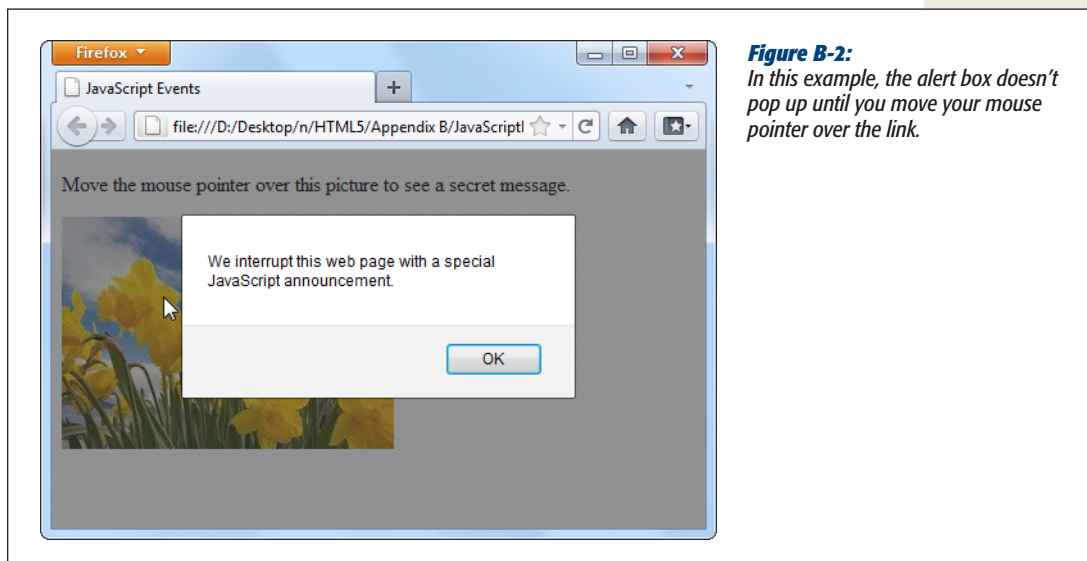 Firefox
JavaScript Events
+
file:///D:/Desktop/n/HTML5/Appendix B/JavaScriptI
Move the mouse pointer over this picture to see a secret message.
We interrupt this web page with a special
JavaScript announcement.
OK
Figure B-2:
In this example, the alert box doesn't
pop up until you move your mouse
pointer over the link.